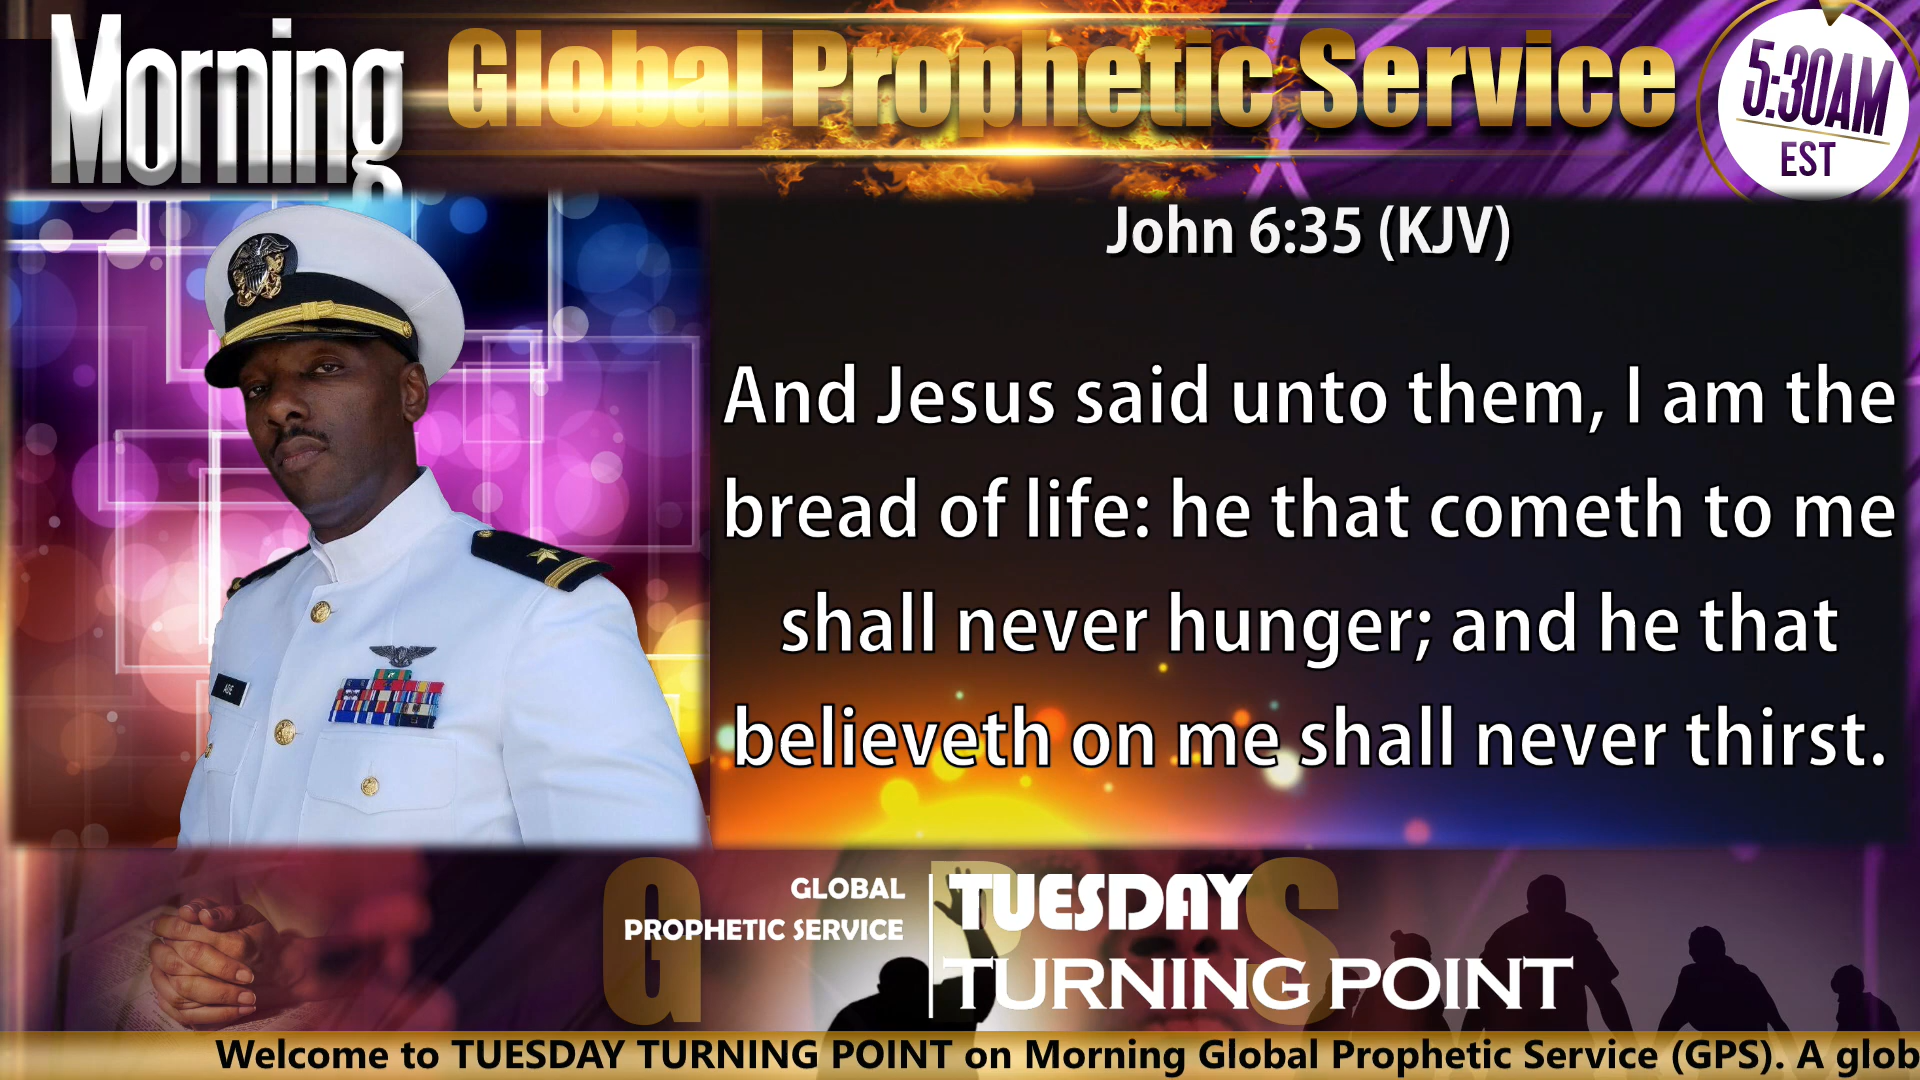 Morning
Global Prophetic Service
5:30AM
EST
John 6:35 (KJV)
And Jesus said unto them, I am the
bread of life: he that cometh to me
shall never hunger; and he that
believeth on me shall never thirst.
G P S
GLOBAL
PROPHETIC SERVICE
TUESDAY
TURNING POINT
Welcome to TUESDAY TURNING POINT on Morning Global Prophetic Service (GPS). A glob